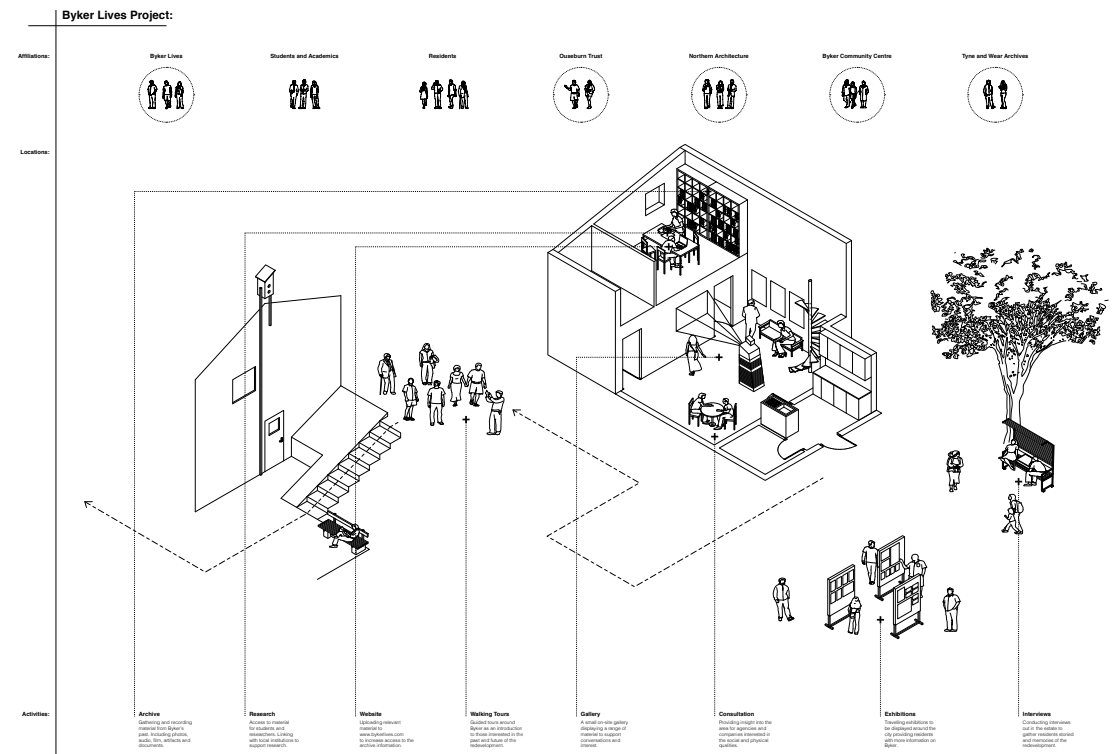 Byker Lives Project:
Affiliations:
Byker Lives
Students and Academics
Residents
Ouseburn Trust
Northern Architecture
Byker Community Centre
Tyne and Wear Archives
Locations:
Activities:
Archive
Gathering and recording
material from Byker's
past. Including photos,
audio, film, artifacts and
documents.
Research
Access to material
for students and
researchers. Linking
with local institutions to
support research.
Website
Uploading relevant
material to
www.bykerlives.com
to increase access to the
archive information.
Walking Tours
Guided tours around
Byker as an introduction
to those interested in the
past and future of the
redevelopment.
Gallery
A small on-site gallery
displaying a range of
material to support
conversations and
interest.
Consultation
Providing insight into the
area for agencies and
companies interested in
the social and physical
qualities.
Exhibitions
Travelling exhibitions to
be displayed around the
city providing residents
with more information on
Byker.
Interviews
Conducting interviews
out in the estate to
gather residents storied
and memories of the
redevelopment.